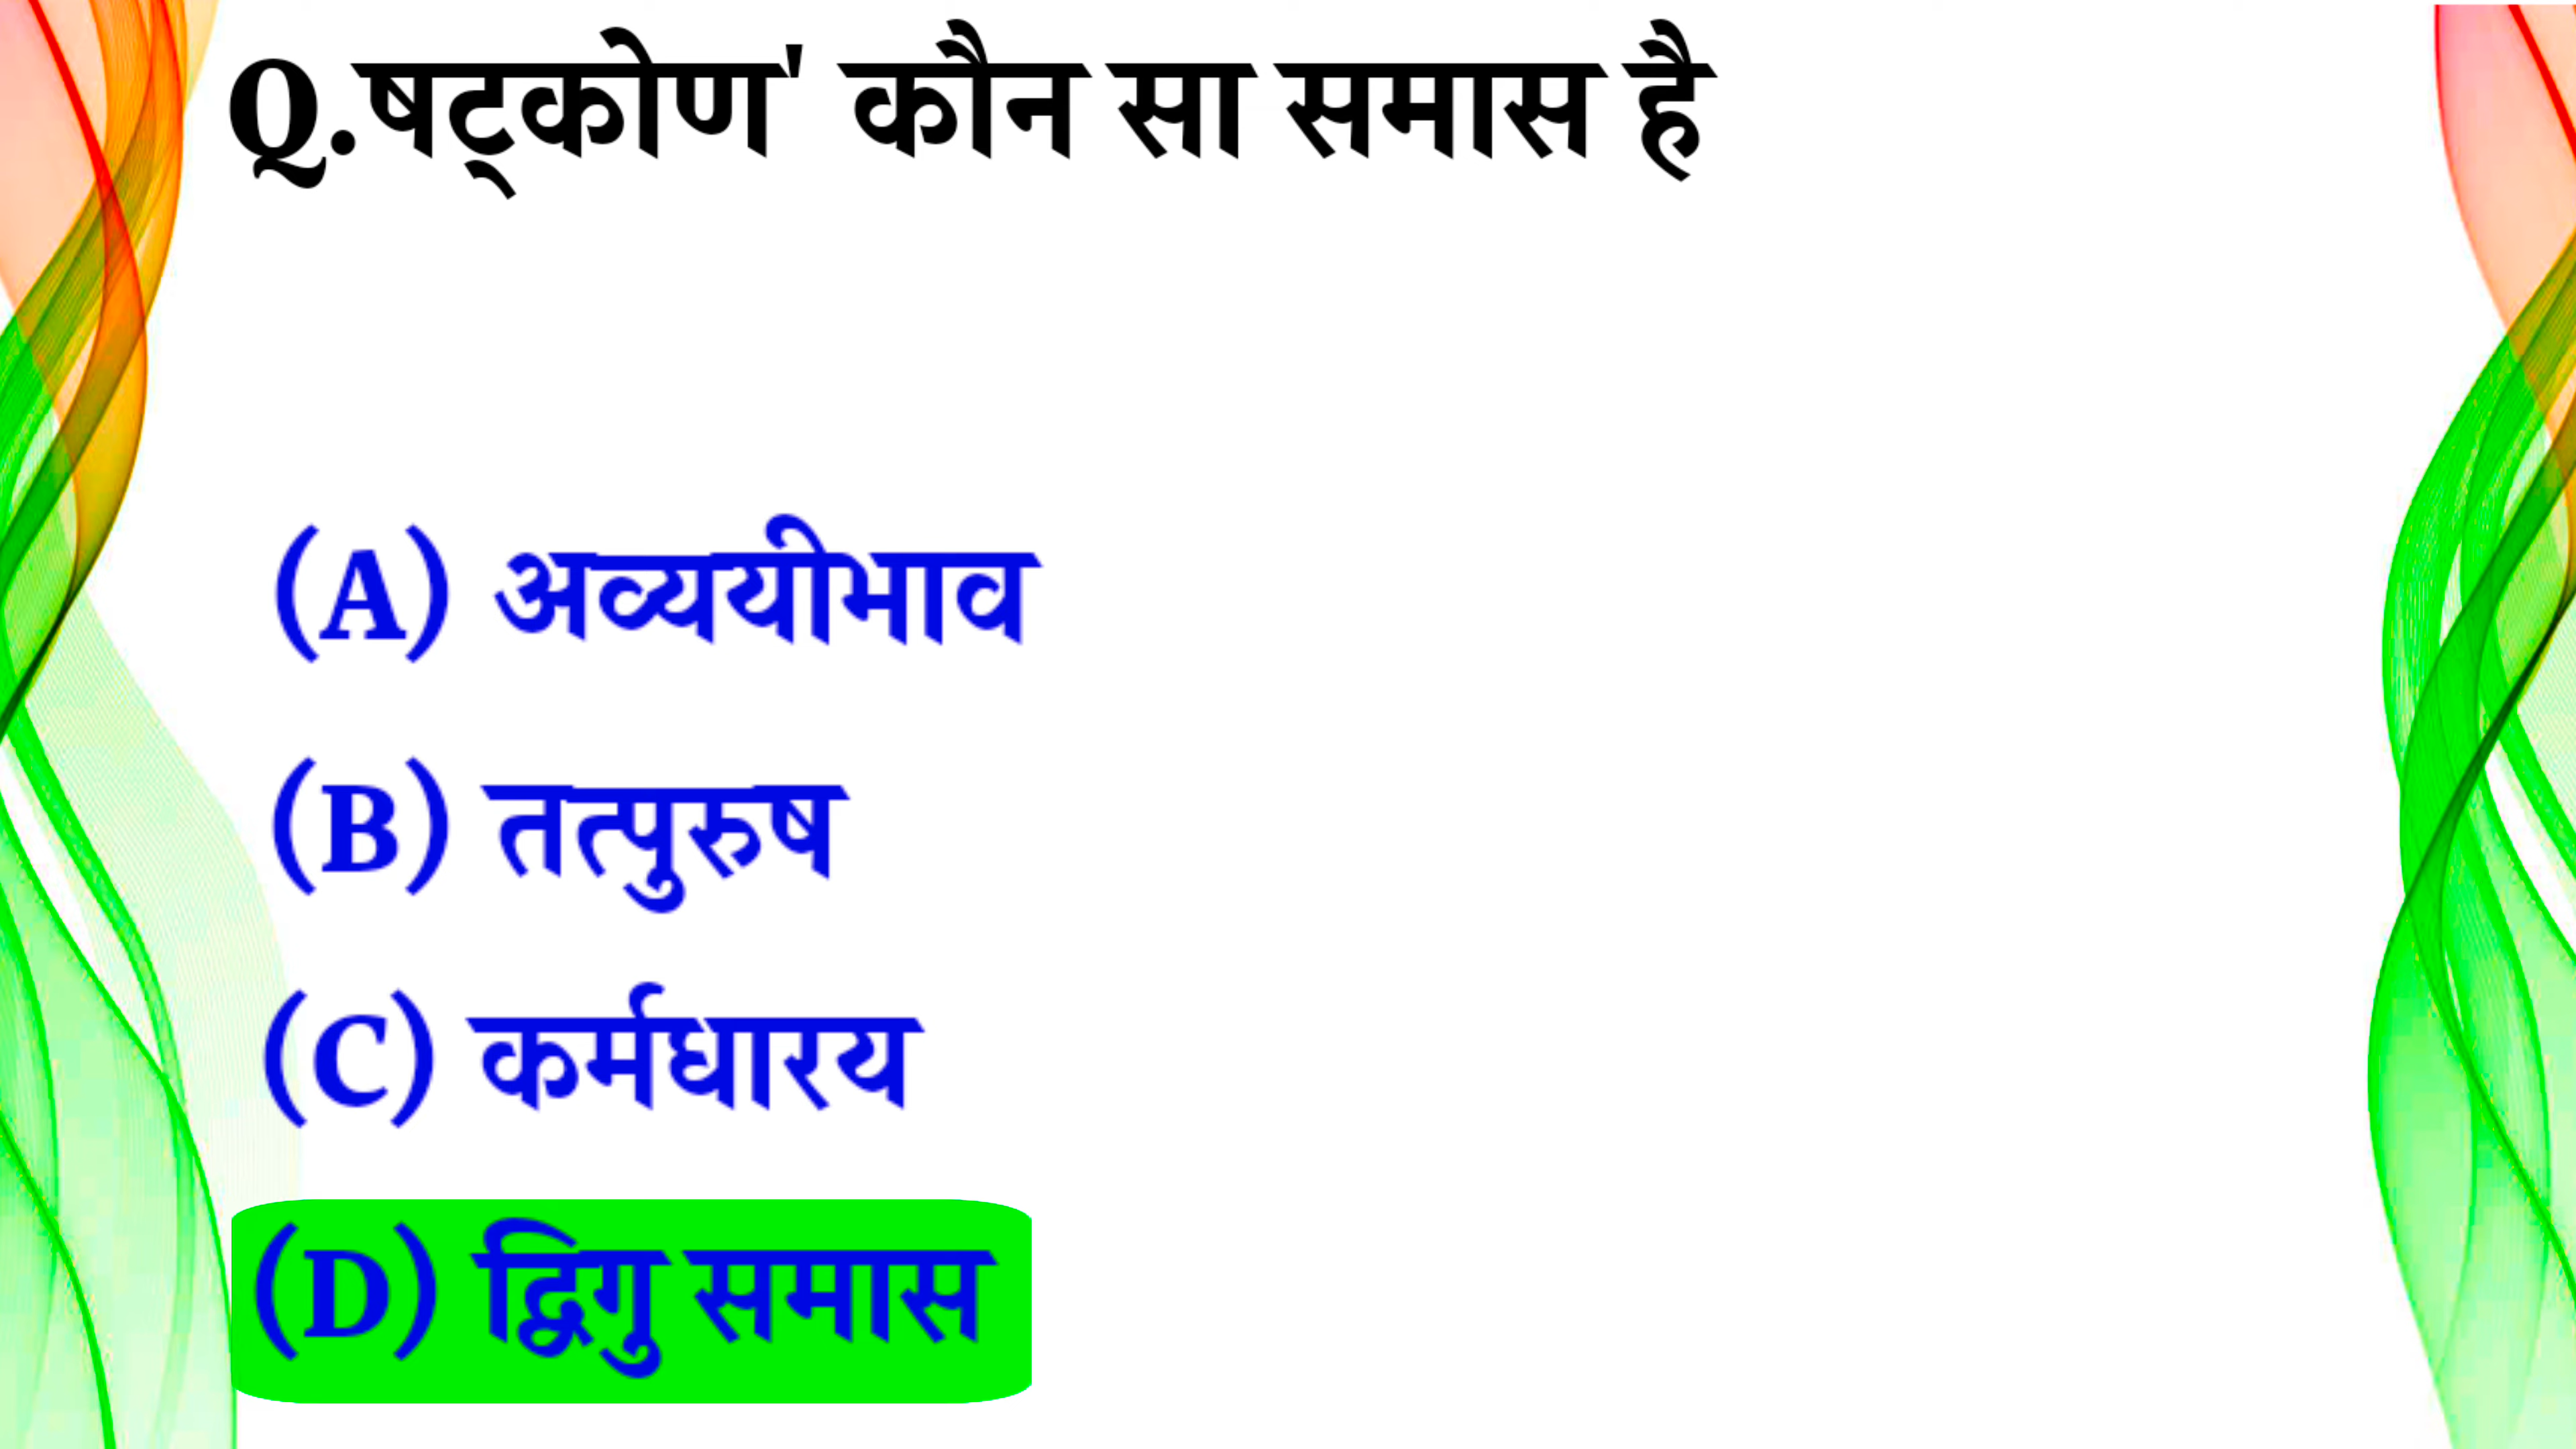 Q.षट्कोण' कौन सा समास है
(A) अव्ययीभाव
(B) तत्पुरुष
(C) कर्मधारय
(D) द्विगु समास